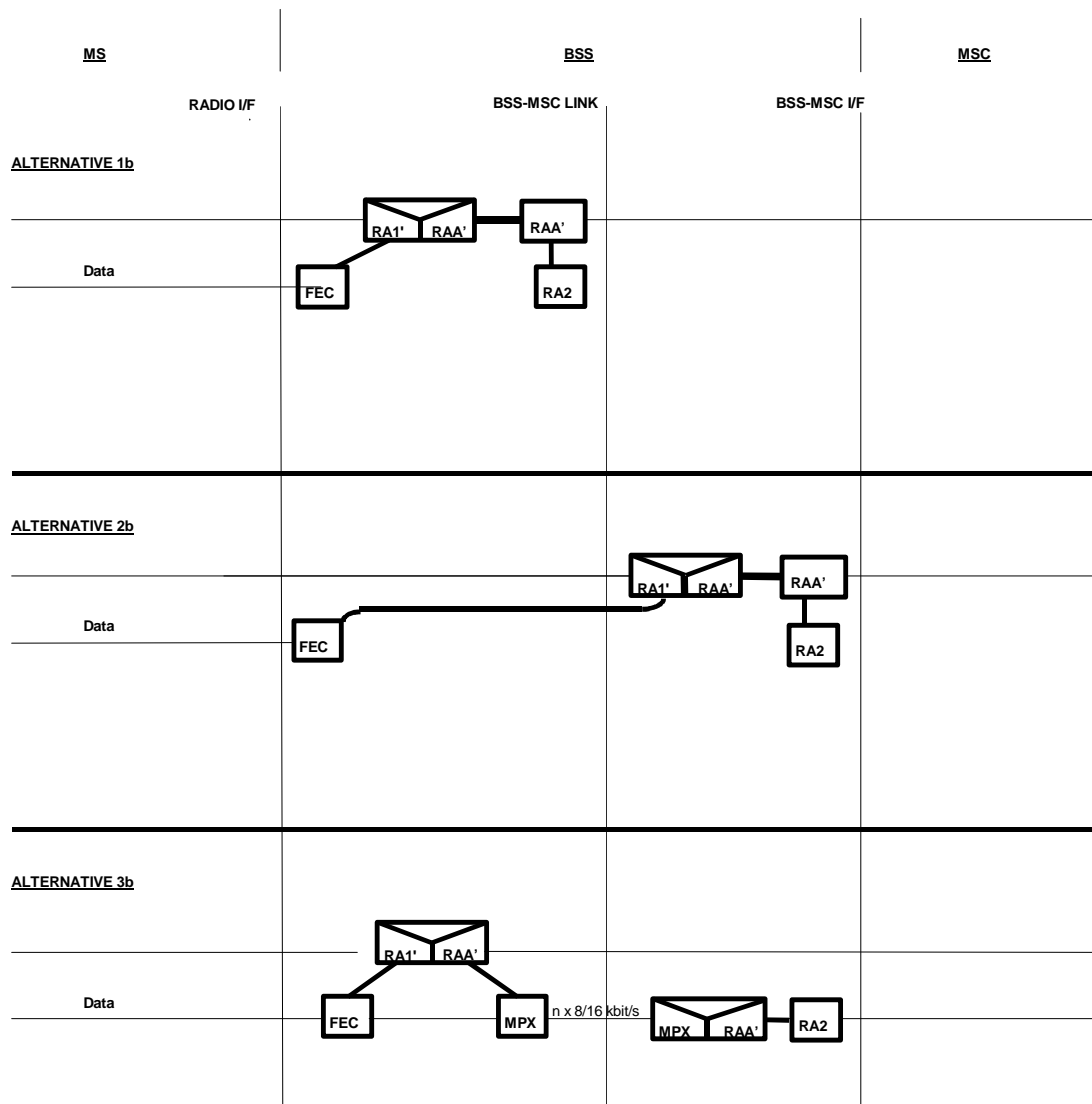 MS BSS MSC
RADIO I/F BSS-MSC LINK BSS-MSC I/F
ALTERNATIVE 1b
RA1' RAA' RAA'
Data
FEC RA2
ALTERNATIVE 2b
RA1' RAA' RAA'
Data
FEC RA2
ALTERNATIVE 3b
RA1' RAA'
Data
FEC MPX n x 8/16 kbit/s MPX RAA' RA2